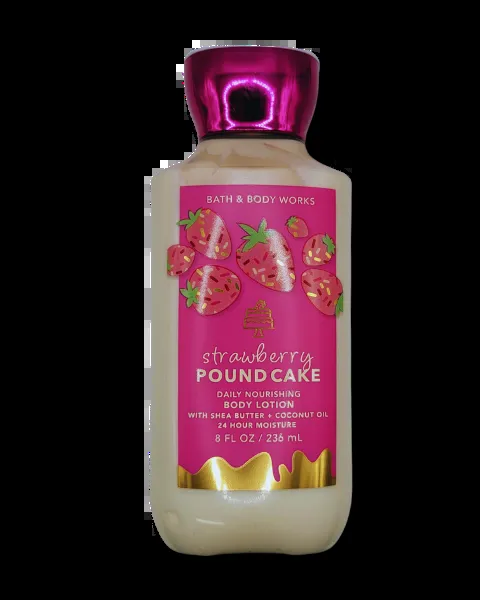 BATH & BODY WORKS
strawberry
POUND CAKE
DAILY NOURISHING
BODY LOTION
WITH SHEA BUTTER + COCONUT OIL
24 HOUR MOISTURE
8 FL OZ / 236 mL